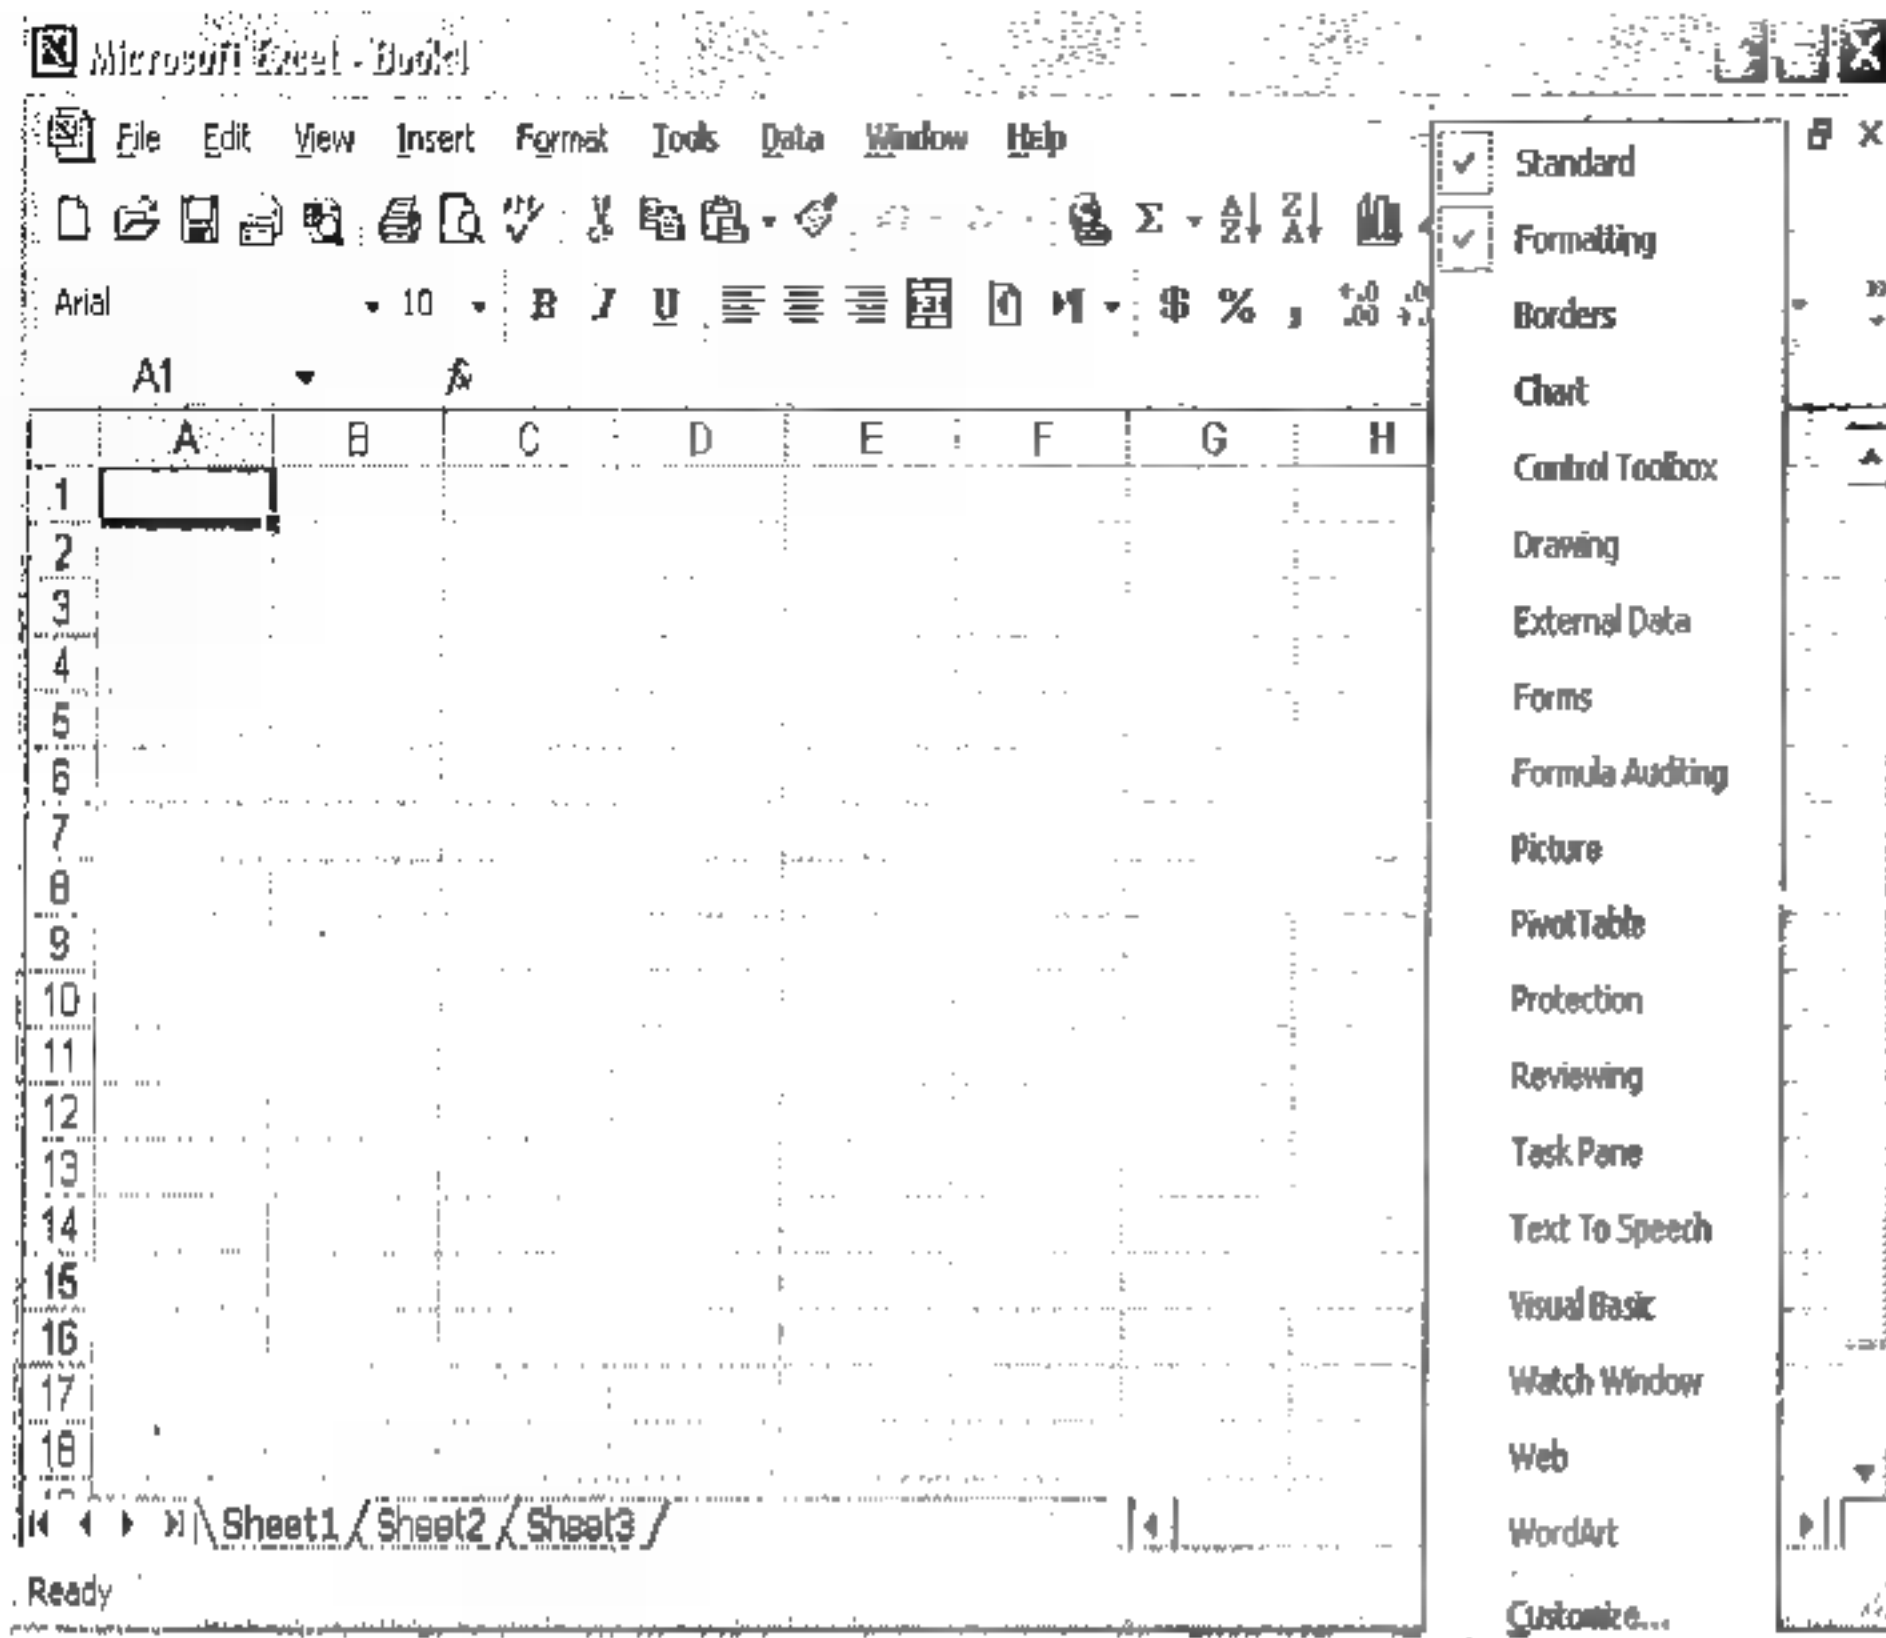 Microsoft Excel - Book1
File Edit View Insert Format Tools Data Window Help
Arial 10 B I U $ % ,
A1 fx
A B C D E F G H
1
2
3
4
5
6
7
8
9
10
11
12
13
14
15
16
17
18
Sheet1 Sheet2 Sheet3
Ready
Standard
Formatting
Borders
Chart
Control Toolbox
Drawing
External Data
Forms
Formula Auditing
Picture
PivotTable
Protection
Reviewing
Task Pane
Text To Speech
Visual Basic
Watch Window
Web
WordArt
Customize...